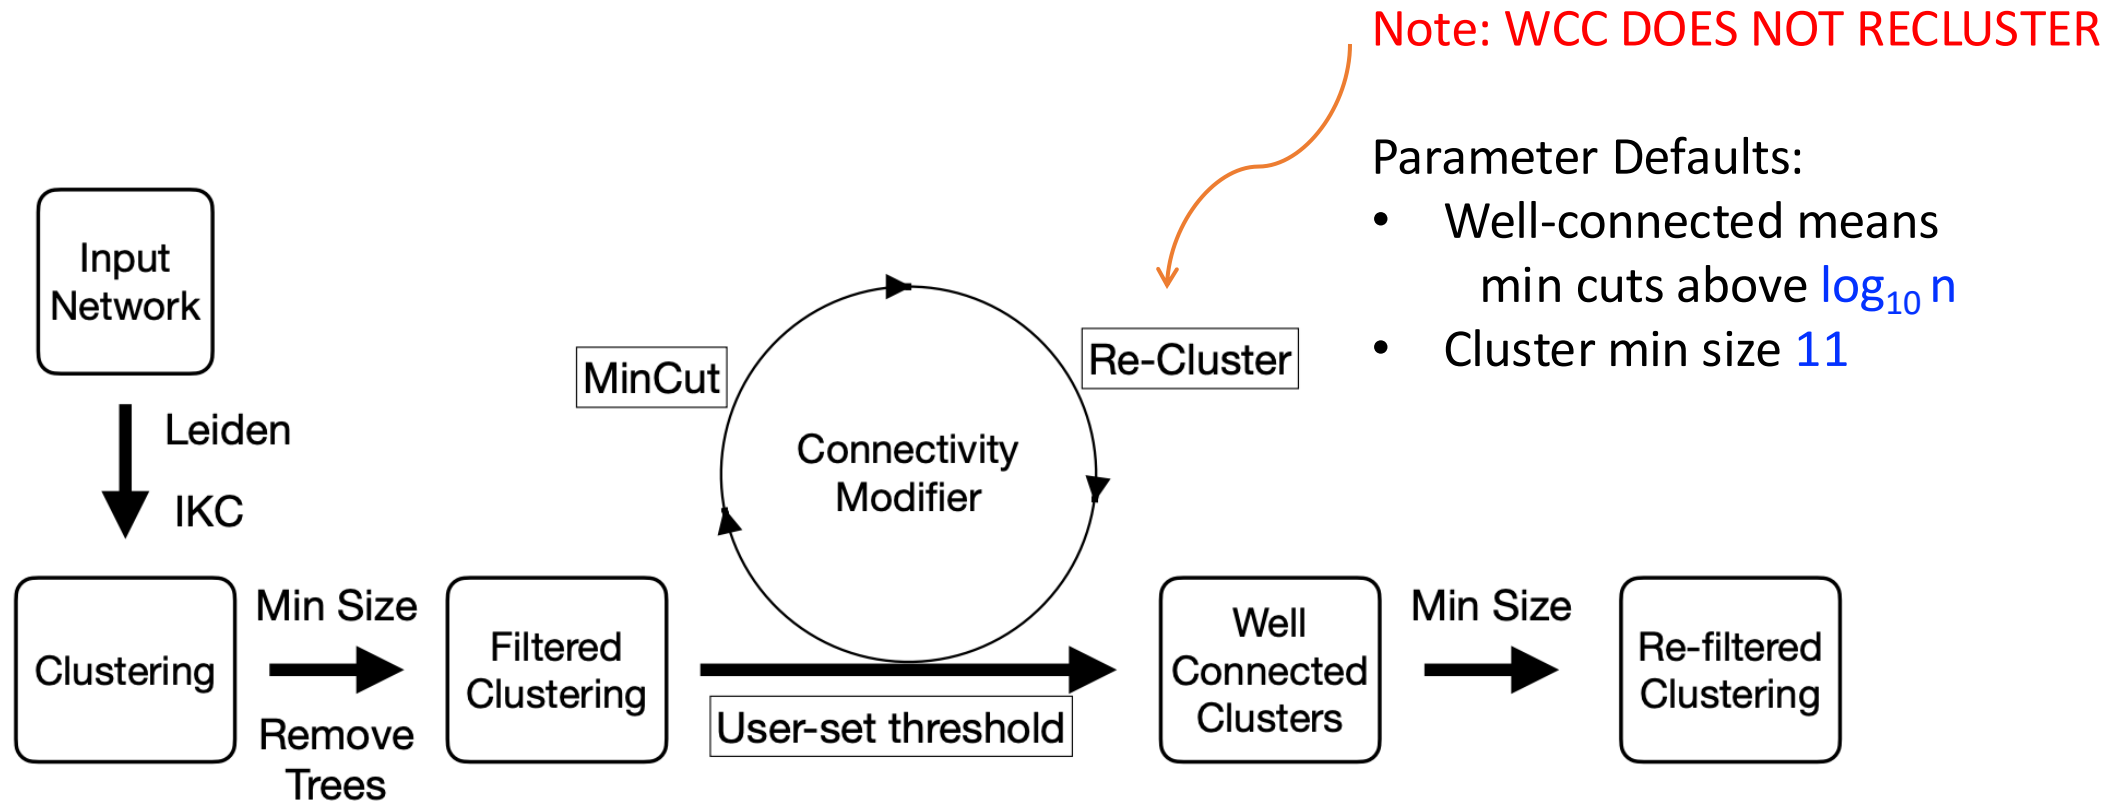 Note: WCC DOES NOT RECLUSTER
Parameter Defaults:
• Well-connected means
min cuts above log₁₀ n
• Cluster min size 11
Input
Network
Leiden
IKC
Clustering
Min Size
Remove
Trees
Filtered
Clustering
MinCut
Re-Cluster
Connectivity
Modifier
User-set threshold
Well
Connected
Clusters
Min Size
Re-filtered
Clustering